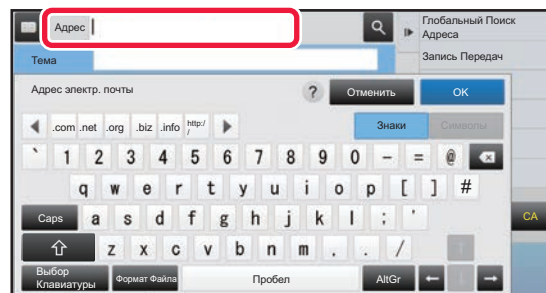 Адрес
Глобальный Поиск
Адреса
Тема
Запись Передач
Адрес электр. почты
?
Отменить
OK
.com .net .org .biz .info http://
Знаки
Символы
` 1 2 3 4 5 6 7 8 9 0 - = @
q w e r t y u i o p [ ] #
Caps a s d f g h j k l ; '
CA
z x c v b n m , . /
Выбор
Клавиатуры
Формат Файла
Пробел
AltGr